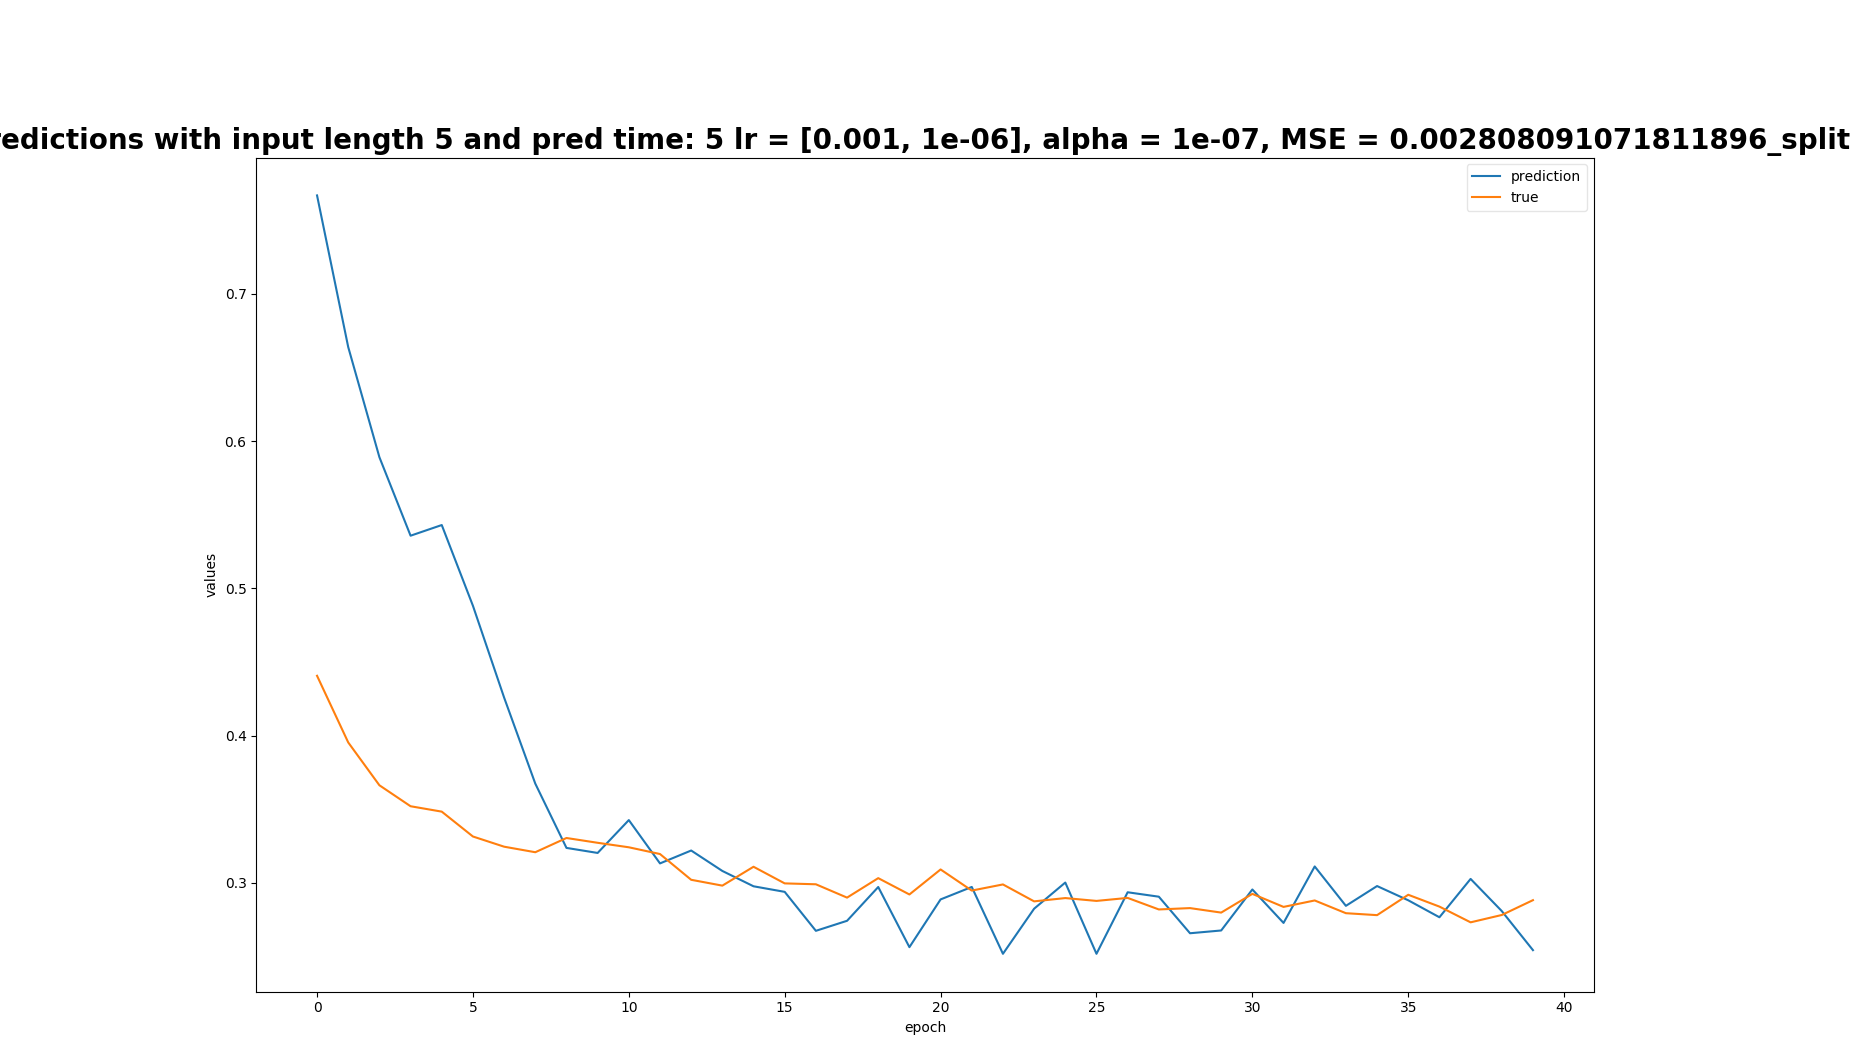 redictions with input length 5 and pred time: 5 lr = [0.001, 1e-06], alpha = 1e-07, MSE = 0.002808091071811896_split
prediction
true
0.7
0.6
0.5
0.4
0.3
values
0 5 10 15 20 25 30 35 40
epoch